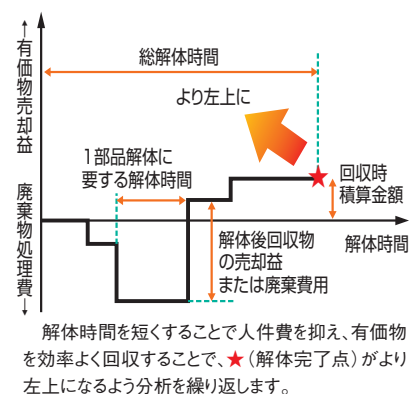 ←有価物売却益
廃棄物処理費→
総解体時間
より左上に
1部品解体に
要する解体時間
回収時
積算金額
解体時間
解体後回収物
の売却益
または廃棄費用
解体時間を短くすることで人件費を抑え、有価物
を効率よく回収することで、★（解体完了点）がより
左上になるよう分析を繰り返します。